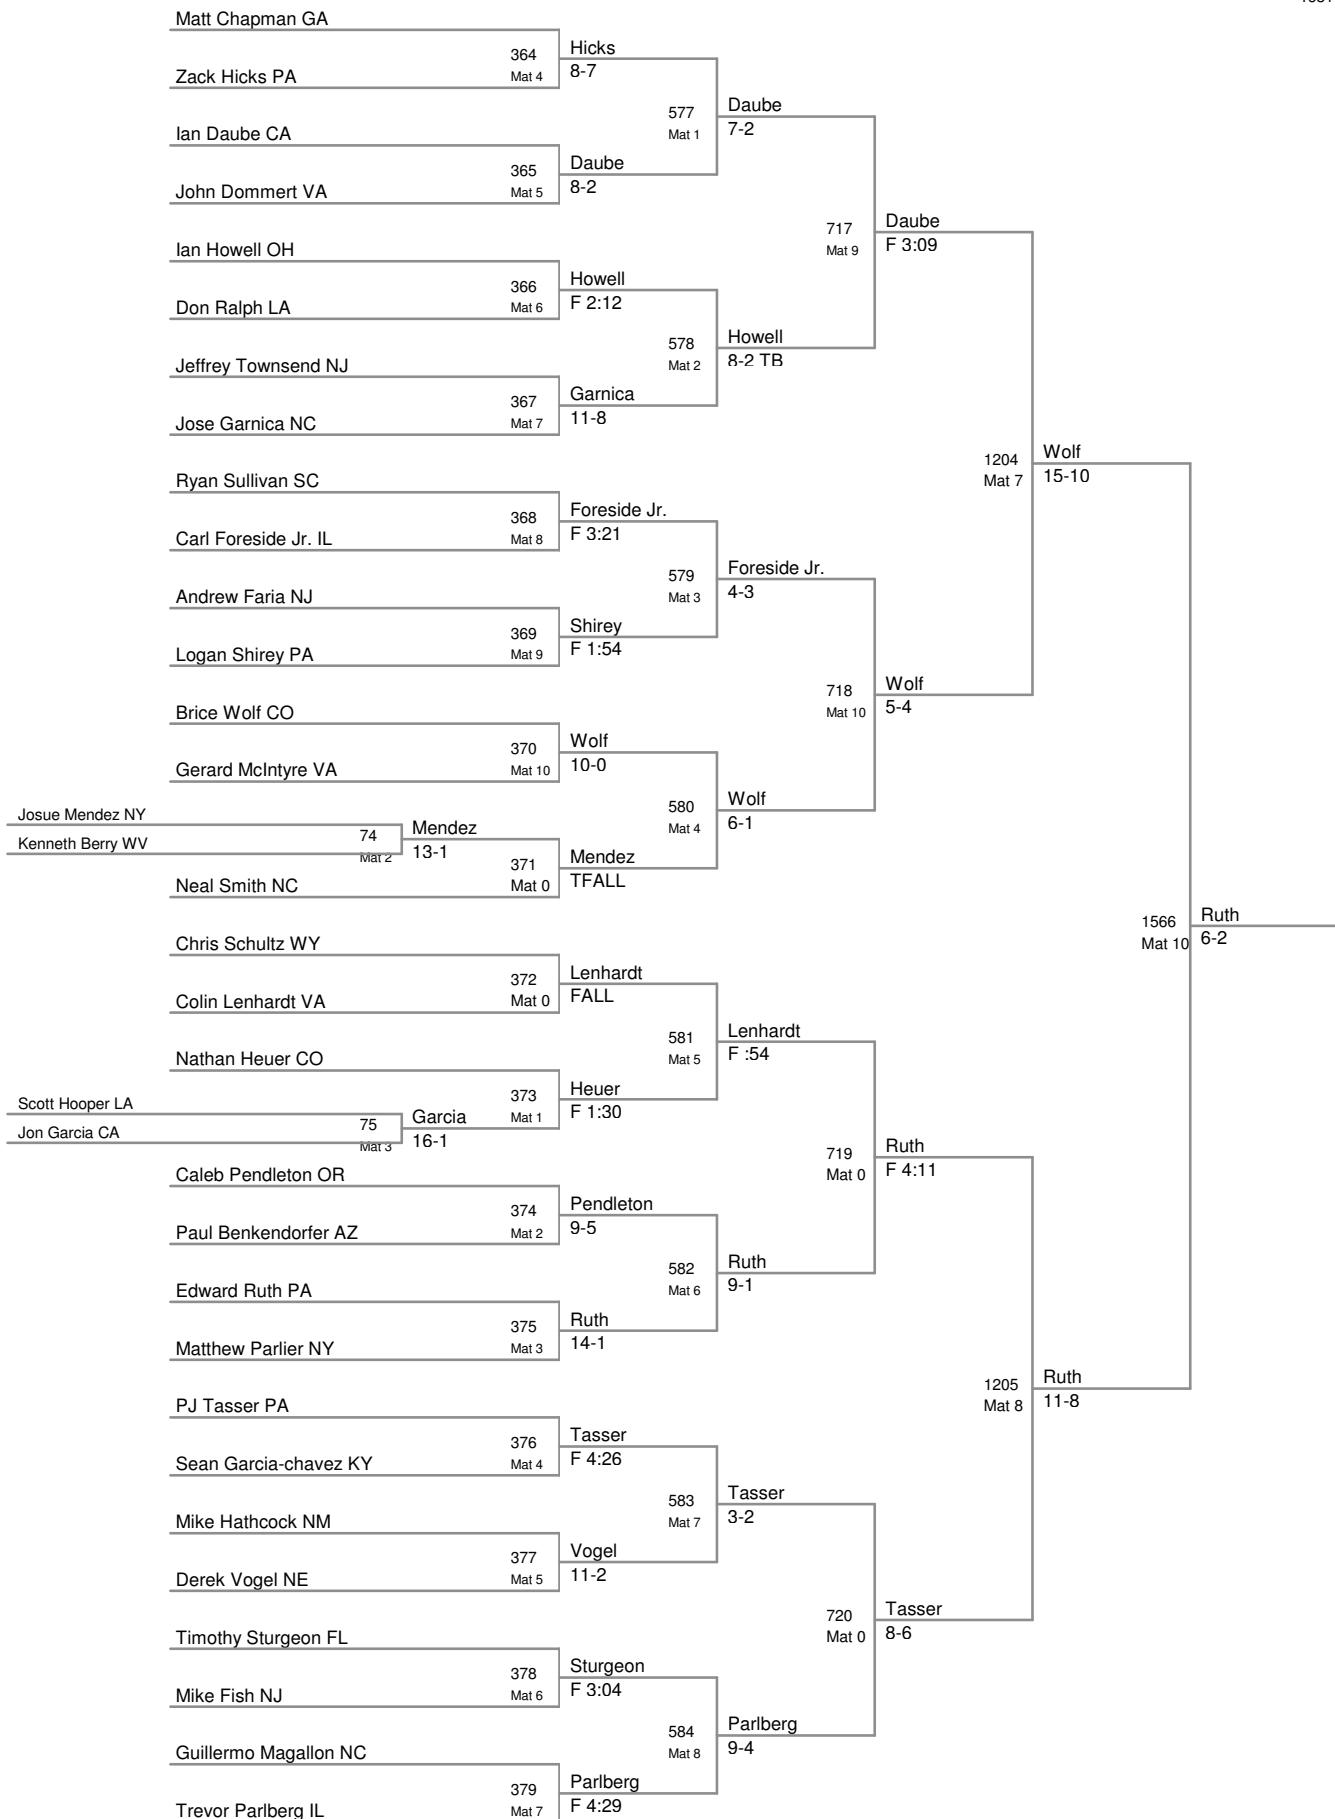 Matt Chapman GA
364
Mat 4
Hicks
8-7
Zack Hicks PA
577
Mat 1
Daube
7-2
Ian Daube CA
365
Mat 5
Daube
8-2
John Dommert VA
717
Mat 9
Daube
F 3:09
Ian Howell OH
366
Mat 6
Howell
F 2:12
Don Ralph LA
578
Mat 2
Howell
8-2 TB
Jeffrey Townsend NJ
367
Mat 7
Garnica
11-8
Jose Garnica NC
1204
Mat 7
Wolf
15-10
Ryan Sullivan SC
368
Mat 8
Foreside Jr.
F 3:21
Carl Foreside Jr. IL
579
Mat 3
Foreside Jr.
4-3
Andrew Faria NJ
369
Mat 9
Shirey
F 1:54
Logan Shirey PA
718
Mat 10
Wolf
5-4
Brice Wolf CO
370
Mat 10
Wolf
10-0
Gerard McIntyre VA
580
Mat 4
Wolf
6-1
Josue Mendez NY
74
Mat 2
Mendez
13-1
Kenneth Berry WV
371
Mat 0
Mendez
TFALL
Neal Smith NC
1566
Mat 10
Ruth
6-2
Chris Schultz WY
372
Mat 0
Lenhardt
FALL
Colin Lenhardt VA
581
Mat 5
Lenhardt
F :54
Nathan Heuer CO
373
Mat 1
Heuer
F 1:30
Scott Hooper LA
75
Mat 3
Garcia
16-1
Jon Garcia CA
719
Mat 0
Ruth
F 4:11
Caleb Pendleton OR
374
Mat 2
Pendleton
9-5
Paul Benkendorfer AZ
582
Mat 6
Ruth
9-1
Edward Ruth PA
375
Mat 3
Ruth
14-1
Matthew Parlier NY
1205
Mat 8
Ruth
11-8
PJ Tasser PA
376
Mat 4
Tasser
F 4:26
Sean Garcia-chavez KY
583
Mat 7
Tasser
3-2
Mike Hathcock NM
377
Mat 5
Vogel
11-2
Derek Vogel NE
720
Mat 0
Tasser
8-6
Timothy Sturgeon FL
378
Mat 6
Sturgeon
F 3:04
Mike Fish NJ
584
Mat 8
Parlberg
9-4
Guillermo Magallon NC
379
Mat 7
Parlberg
F 4:29
Trevor Parlberg IL